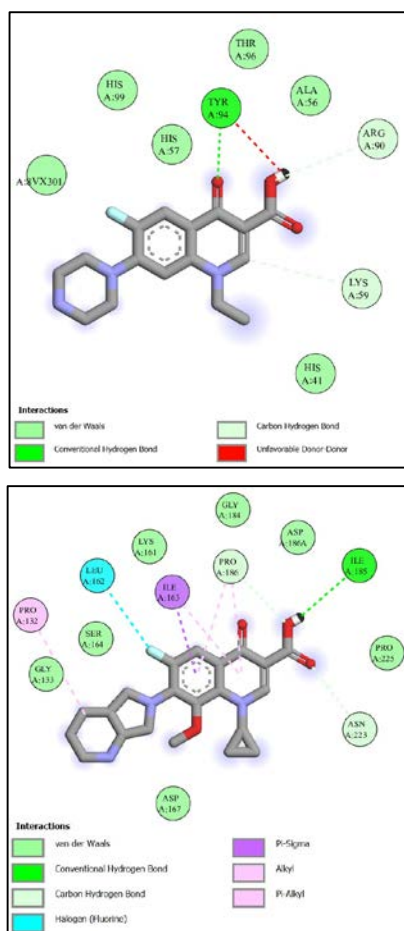 THR
A:96
HIS
A:99
TYR
A:94
ALA
A:56
ARG
A:90
HIS
A:57
A:8VX301
LYS
A:59
HIS
A:41
Interactions
van der Waals
Conventional Hydrogen Bond
Carbon Hydrogen Bond
Unfavorable Donor-Donor
GLY
A:184
LYS
A:161
ASP
A:186A
PRO
A:186
ILE
A:185
LEU
A:162
ILE
A:163
PRO
A:132
SER
A:164
GLY
A:133
PRO
A:225
ASN
A:223
ASP
A:167
Interactions
van der Waals
Conventional Hydrogen Bond
Carbon Hydrogen Bond
Halogen (Fluorine)
Pi-Sigma
Alkyl
Pi-Alkyl